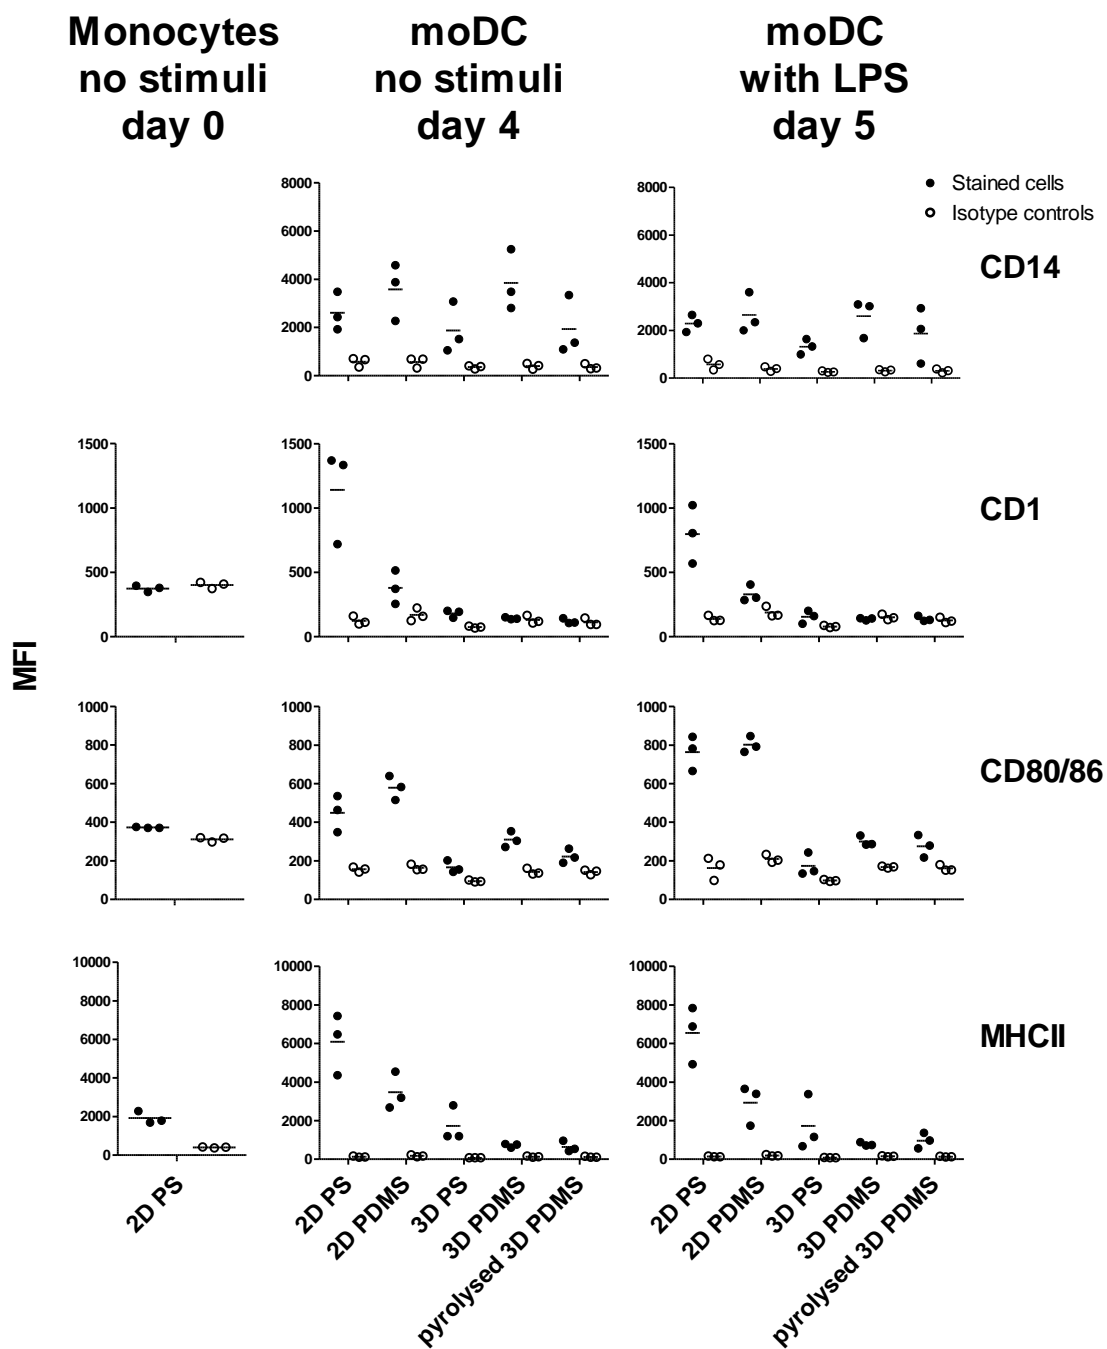 Monocytes
no stimuli
day 0
moDC
no stimuli
day 4
moDC
with LPS
day 5
8000
6000
4000
2000
0
8000
6000
4000
2000
0
Stained cells
Isotype controls
CD14
1500
1000
500
0
1500
1000
500
0
1500
1000
500
0
CD1
MFI
1000
800
600
400
200
0
1000
800
600
400
200
0
1000
800
600
400
200
0
CD80/86
10000
8000
6000
4000
2000
0
10000
8000
6000
4000
2000
0
10000
8000
6000
4000
2000
0
MHCII
2D PS
2D PS
2D PDMS
3D PS
3D PDMS
pyrolysed 3D PDMS
2D PS
2D PDMS
3D PS
3D PDMS
pyrolysed 3D PDMS